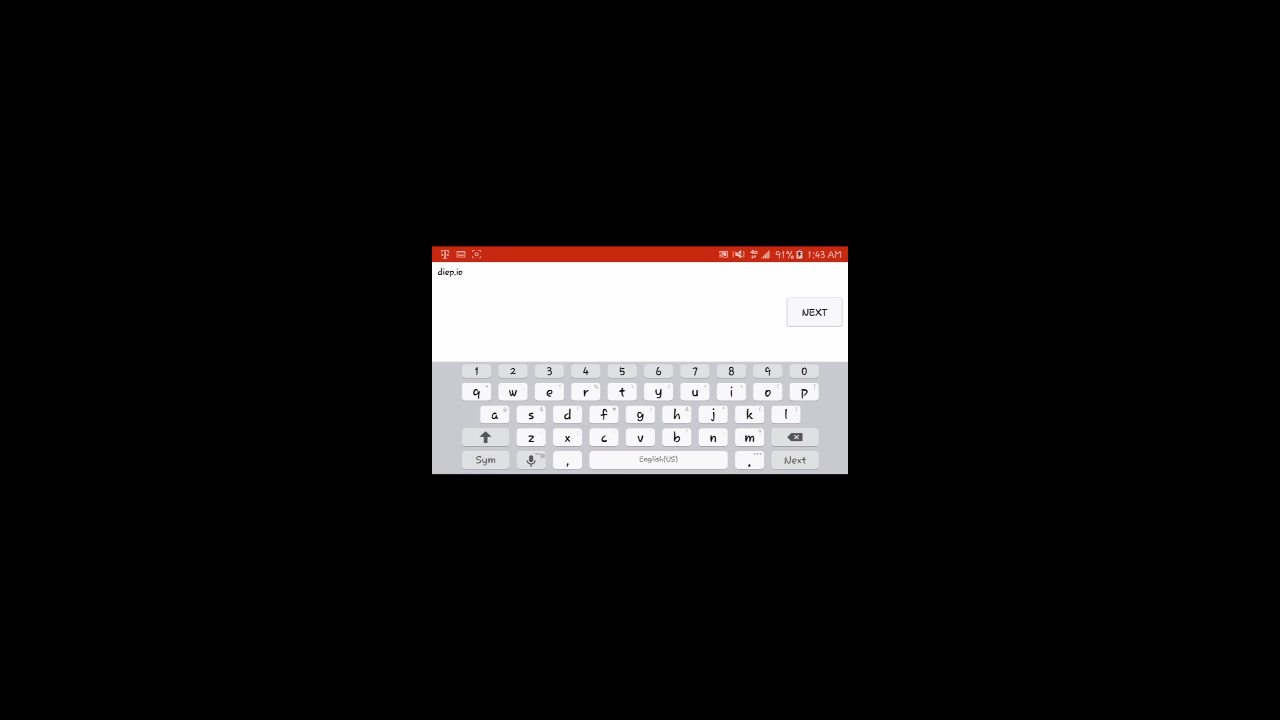 91% 1:43 AM
diep.io
NEXT
1 2 3 4 5 6 7 8 9 0
q w e r t y u i o p
a s d f g h j k l
z x c v b n m
Sym , English(US) . Next